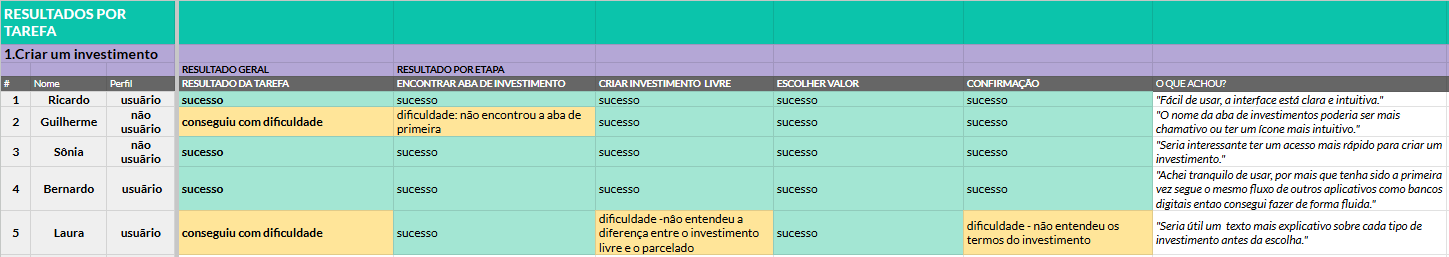 RESULTADOS POR
TAREFA
1.Criar um investimento
RESULTADO GERAL RESULTADO POR ETAPA
# Nome Perfil RESULTADO DA TAREFA ENCONTRAR ABA DE INVESTIMENTO CRIAR INVESTIMENTO LIVRE ESCOLHER VALOR CONFIRMAÇÃO O QUE ACHOU?
1 Ricardo usuário sucesso sucesso sucesso sucesso sucesso "Fácil de usar, a interface está clara e intuitiva."
2 Guilherme não
usuário
conseguiu com dificuldade
dificuldade: não encontrou a aba de
primeira
sucesso sucesso sucesso
"O nome da aba de investimentos poderia ser mais
chamativo ou ter um ícone mais intuitivo."
3 Sônia não
usuário
sucesso sucesso sucesso sucesso sucesso
"Seria interessante ter um acesso mais rápido para criar um
investimento."
4 Bernardo usuário sucesso sucesso sucesso sucesso sucesso
"Achei tranquilo de usar, por mais que tenha sido a primeira
vez segue o mesmo fluxo de outros aplicativos como bancos
digitais entao consegui fazer de forma fluida."
5 Laura usuário conseguiu com dificuldade sucesso
dificuldade -não entendeu a
diferença entre o investimento
livre e o parcelado
sucesso
dificuldade - não entendeu os
termos do investimento
"Seria útil um texto mais explicativo sobre cada tipo de
investimento antes da escolha."